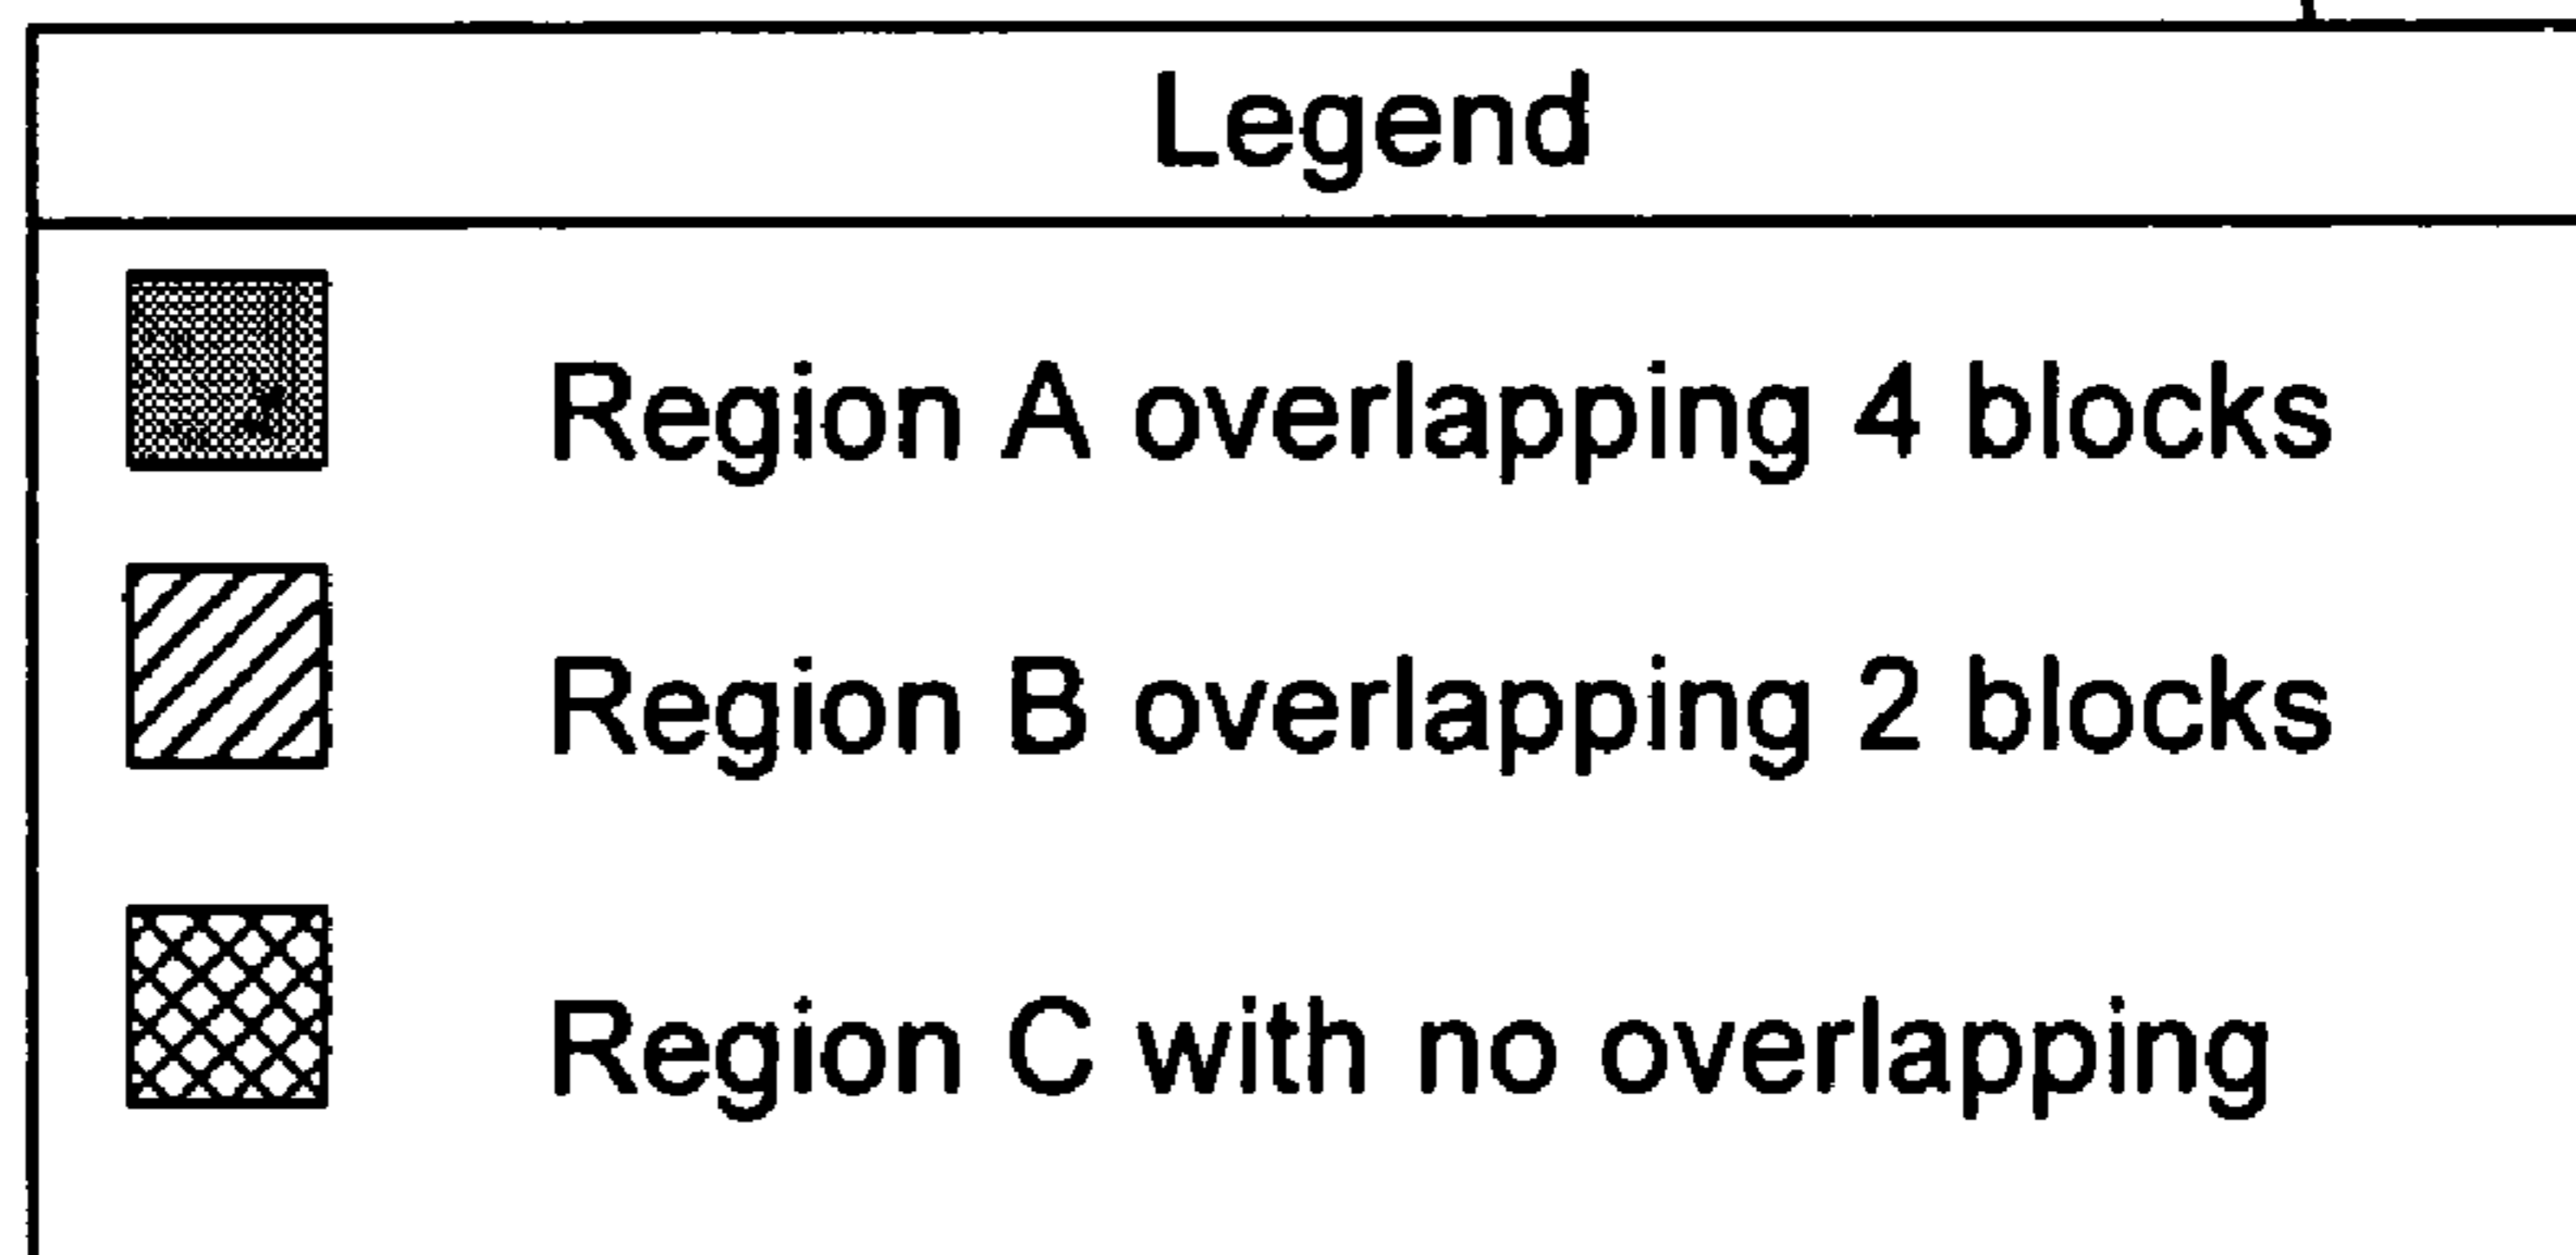 Legend
Region A overlapping 4 blocks
Region B overlapping 2 blocks
Region C with no overlapping